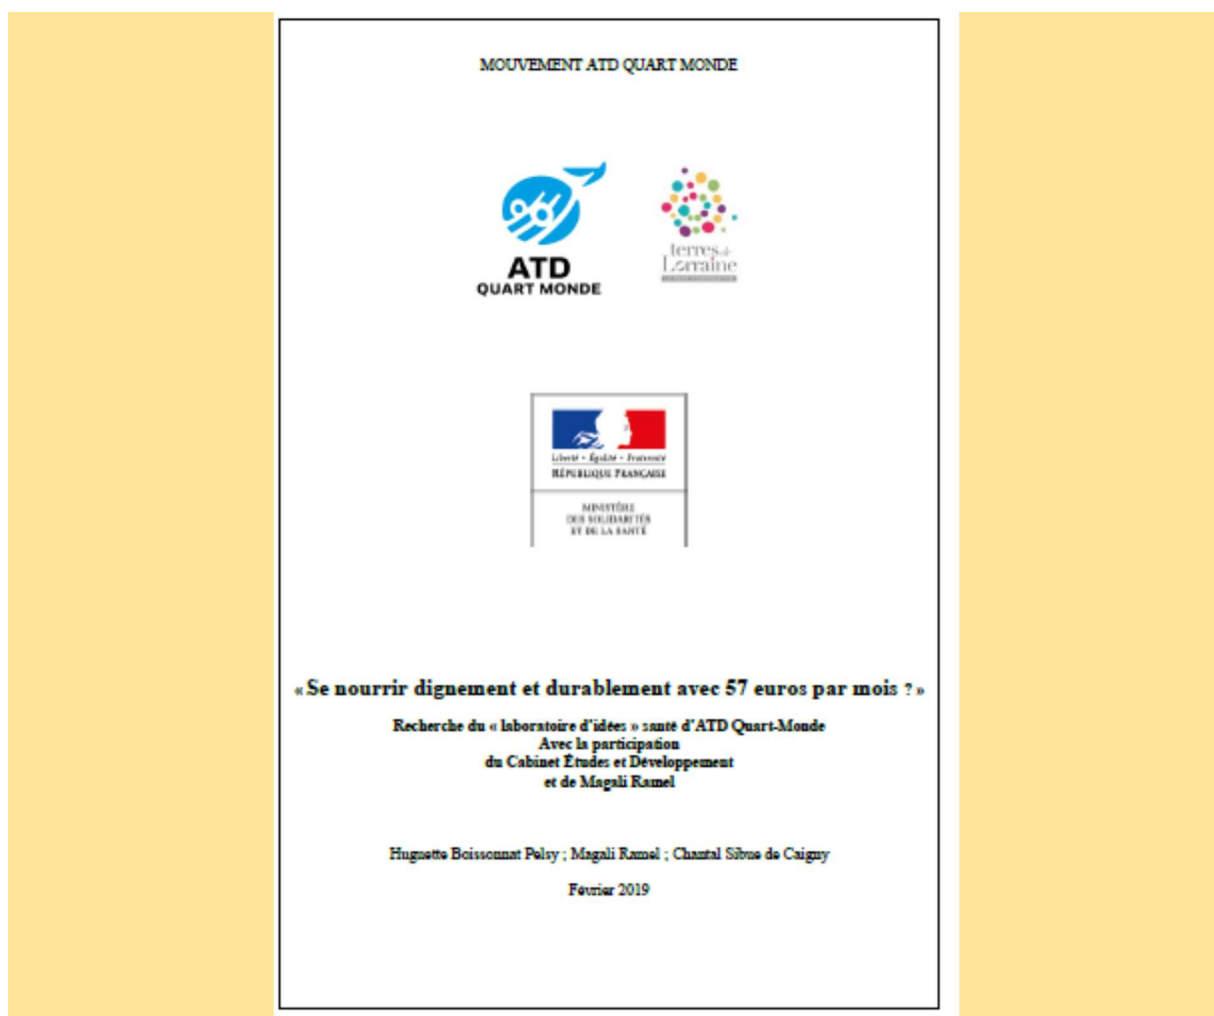 MOUVEMENT ATD QUART MONDE
ATD
QUART MONDE
terres de
Lorraine
Liberté • Égalité • Fraternité
RÉPUBLIQUE FRANÇAISE
MINISTÈRE
DES SOLIDARITÉS
ET DE LA SANTÉ
« Se nourrir dignement et durablement avec 57 euros par mois ? »
Recherche du « laboratoire d'idées » santé d'ATD Quart-Monde
Avec la participation
du Cabinet Études et Développement
et de Magali Ramel
Huguette Boissonnat Pelsy ; Magali Ramel ; Chantal Sibue de Caigny
Février 2019